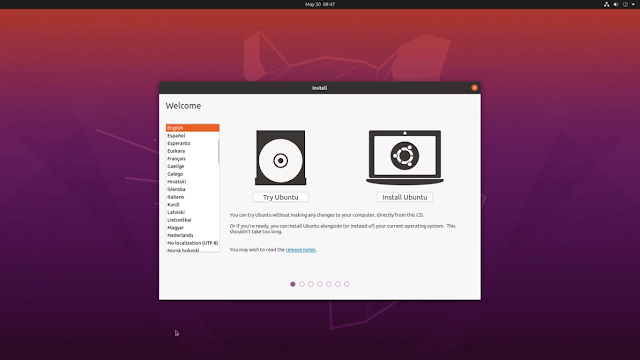 May 30  09:47
Install
Welcome
English
Español
Esperanto
Euskara
Français
Gaeilge
Galego
Hrvatski
Íslenska
Italiano
Kurdî
Latviski
Lietuviškai
Magyar
Nederlands
No localization (UTF-8)
Norsk bokmål
Try Ubuntu
Install Ubuntu
You can try Ubuntu without making any changes to your computer, directly from this CD.
Or if you're ready, you can install Ubuntu alongside (or instead of) your current operating system. This
shouldn't take too long.
You may wish to read the release notes.